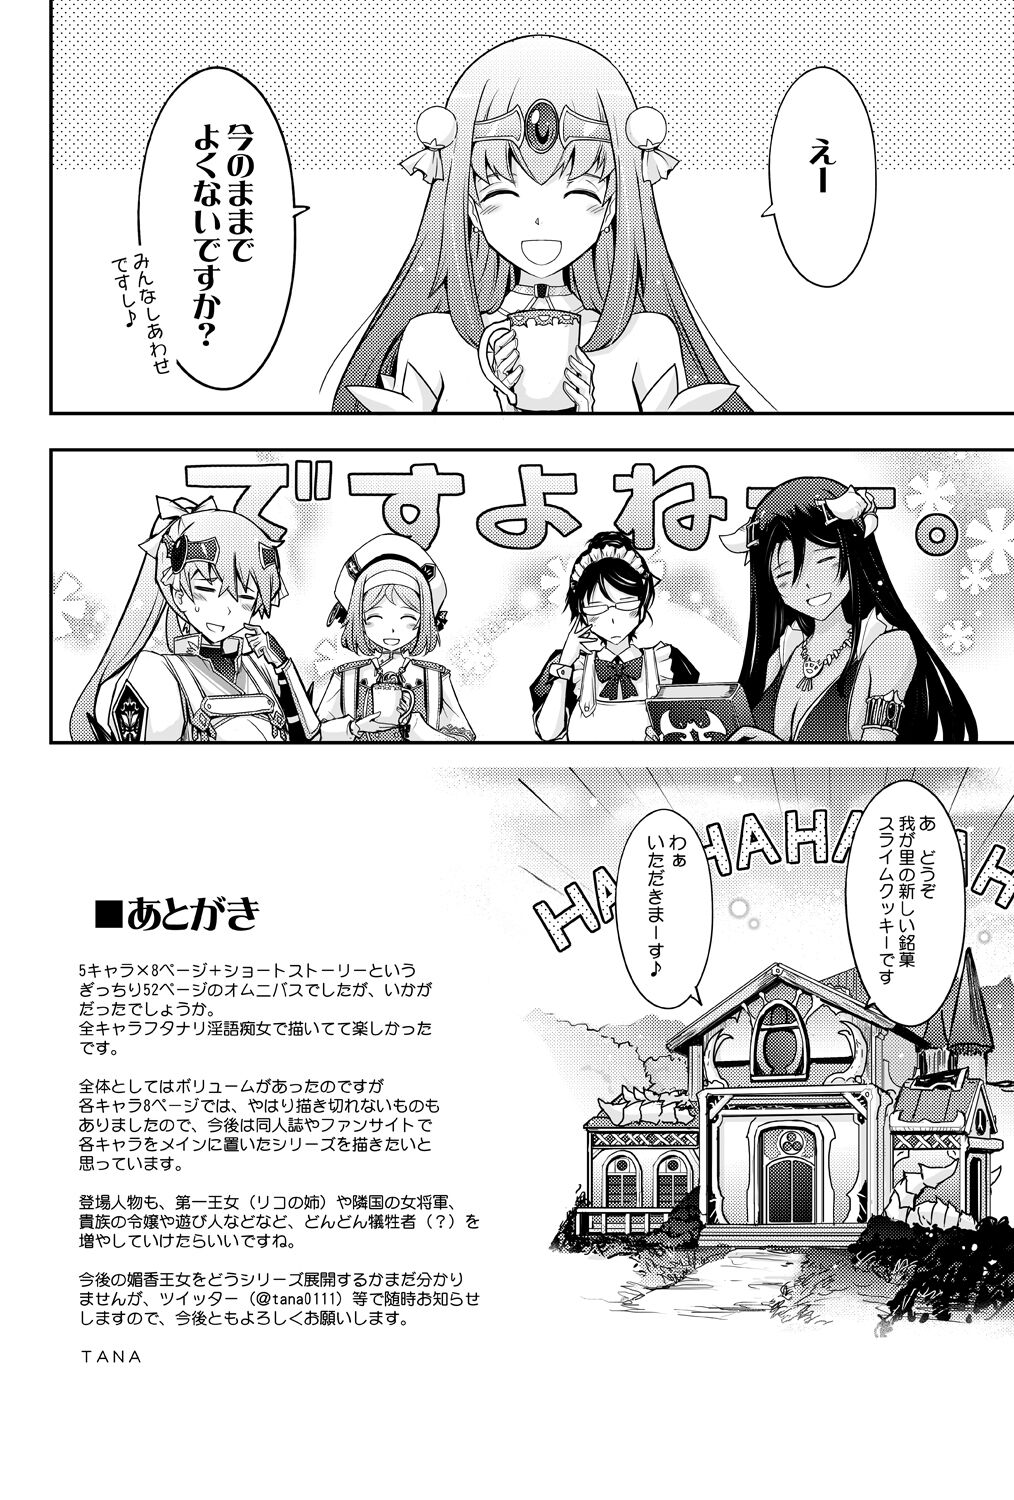 えー
今のままで
よくないですか？
みんなしあわせ
ですし♪
ですよねー。
HAHAHAHAHAH
あ　どうぞ
我が里の新しい銘菓
スライムクッキーです
わぁ
いただきまーす♪
■あとがき
5キャラ×8ページ＋ショートストーリーという
ぎっちり52ページのオムニバスでしたが、いかが
だったでしょうか。
全キャラフタナリ淫語痴女で描いてて楽しかった
です。
全体としてはボリュームがあったのですが
各キャラ8ページでは、やはり描き切れないものも
ありましたので、今後は同人誌やファンサイトで
各キャラをメインに置いたシリーズを描きたいと
思っています。
登場人物も、第一王女（リコの姉）や隣国の女将軍、
貴族の令嬢や遊び人などなど、どんどん犠牲者（？）を
増やしていけたらいいですね。
今後の媚香王女をどうシリーズ展開するかまだ分かり
ませんが、ツイッター（@tana0111）等で随時お知らせ
しますので、今後ともよろしくお願いします。
ＴＡＮＡ